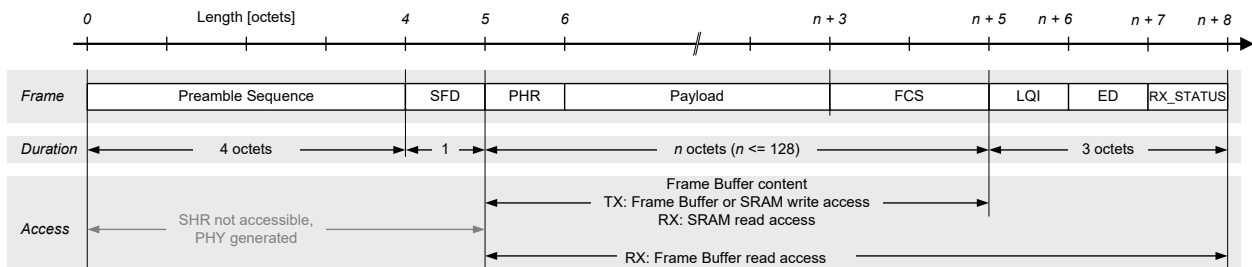 0 Length [octets] 4 5 6 n + 3 n + 5 n + 6 n + 7 n + 8
Frame Preamble Sequence SFD PHR Payload FCS LQI ED RX_STATUS
Duration 4 octets 1 n octets (n <= 128) 3 octets
Frame Buffer content
TX: Frame Buffer or SRAM write access
RX: SRAM read access
Access SHR not accessible,
PHY generated
RX: Frame Buffer read access